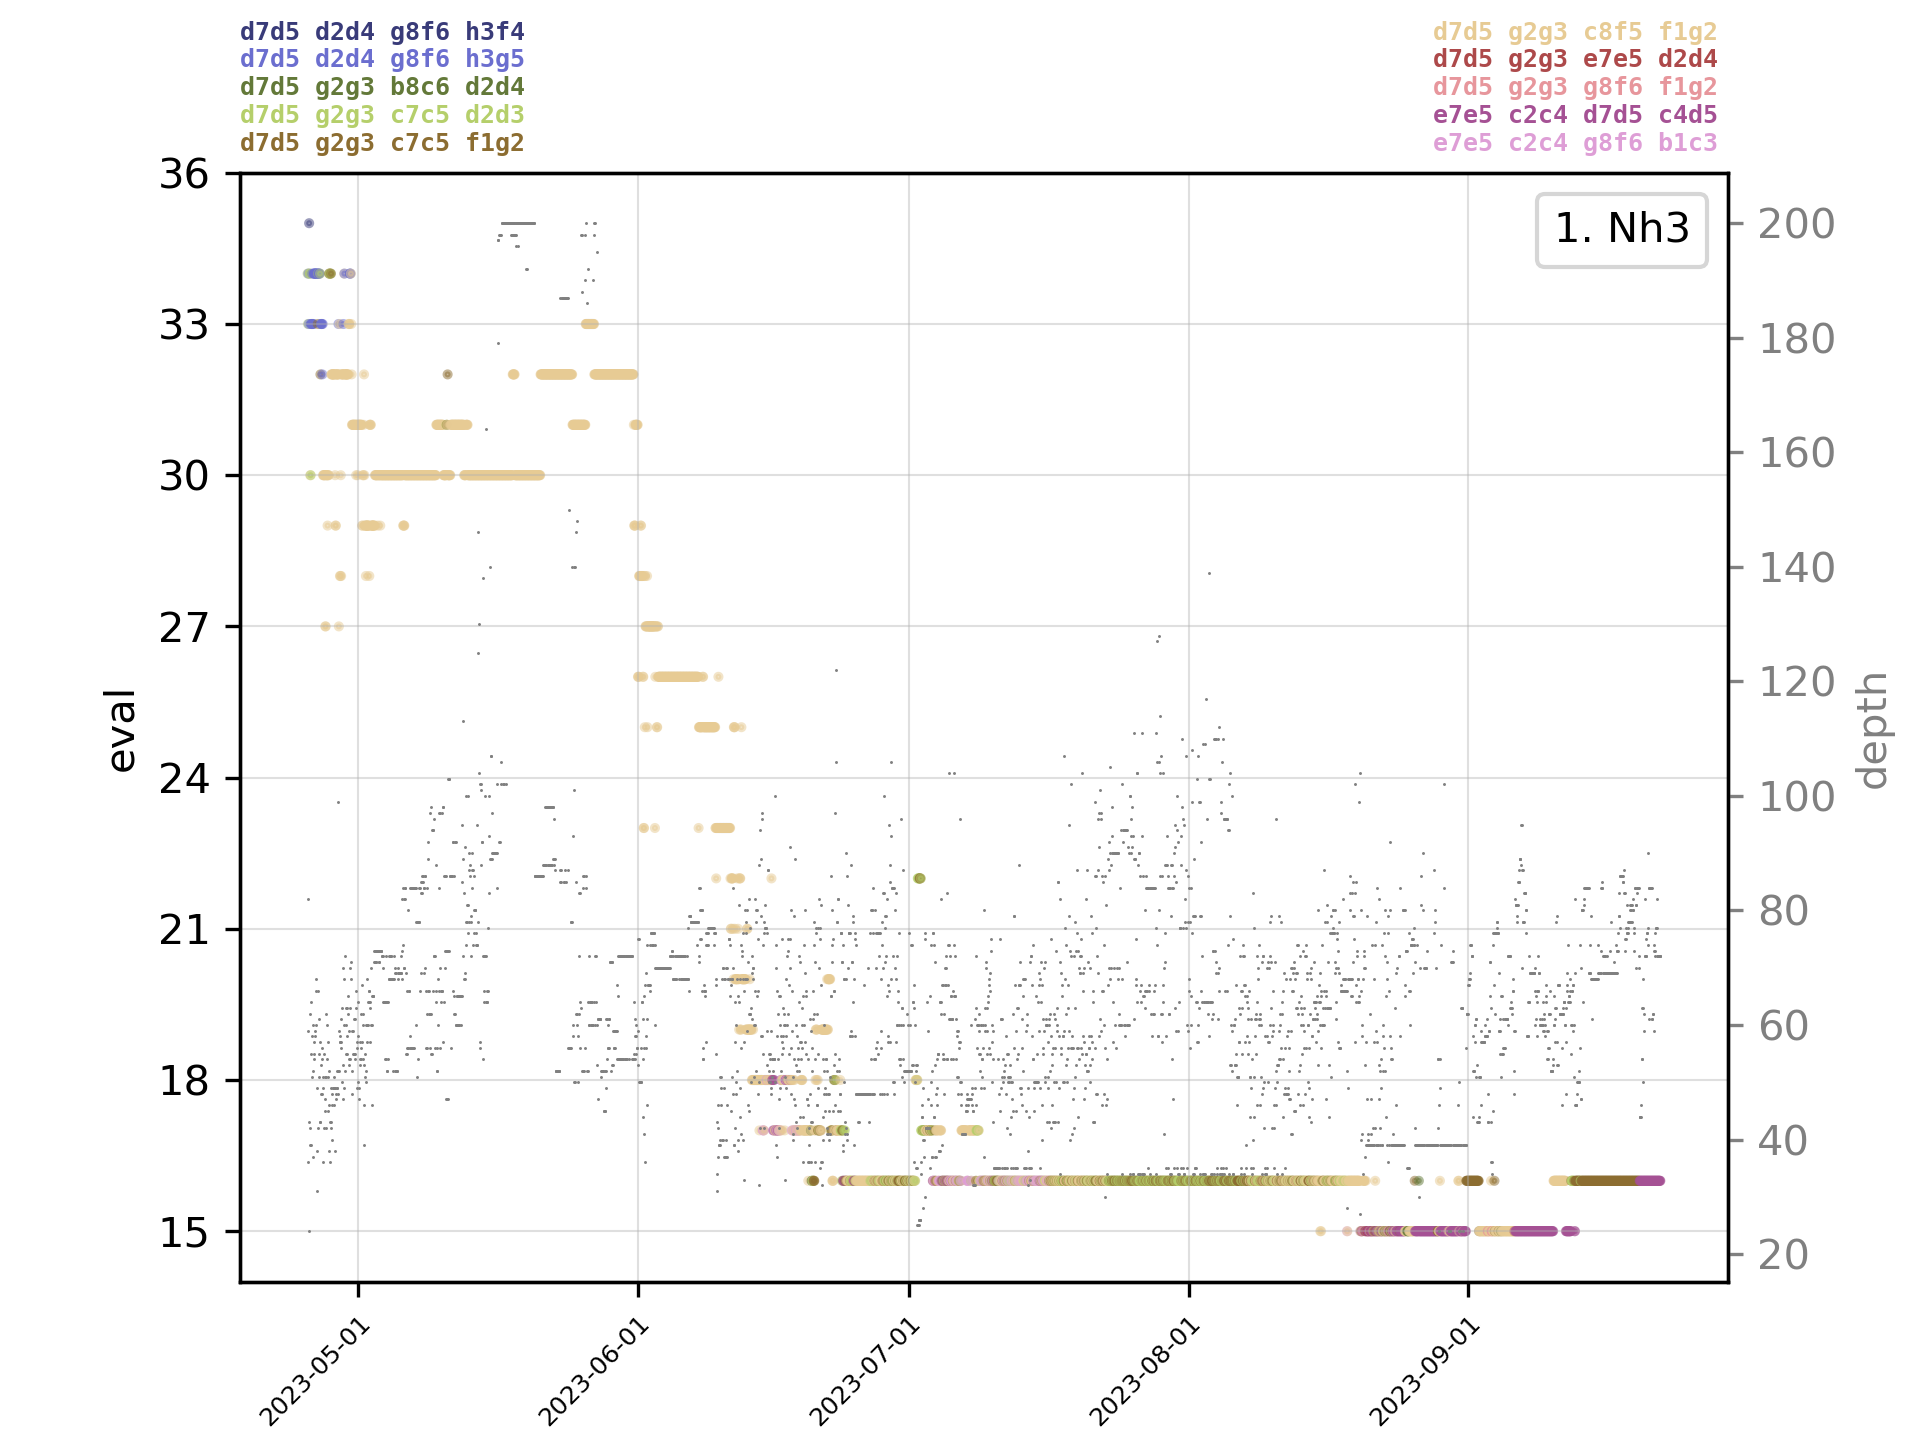 d7d5 d2d4 g8f6 h3f4
d7d5 d2d4 g8f6 h3g5
d7d5 g2g3 b8c6 d2d4
d7d5 g2g3 c7c5 d2d3
d7d5 g2g3 c7c5 f1g2
d7d5 g2g3 c8f5 f1g2
d7d5 g2g3 e7e5 d2d4
d7d5 g2g3 g8f6 f1g2
e7e5 c2c4 d7d5 c4d5
e7e5 c2c4 g8f6 b1c3
1. Nh3
eval
36
33
30
27
24
21
18
15
depth
200
180
160
140
120
100
80
60
40
20
2023-05-01
2023-06-01
2023-07-01
2023-08-01
2023-09-01